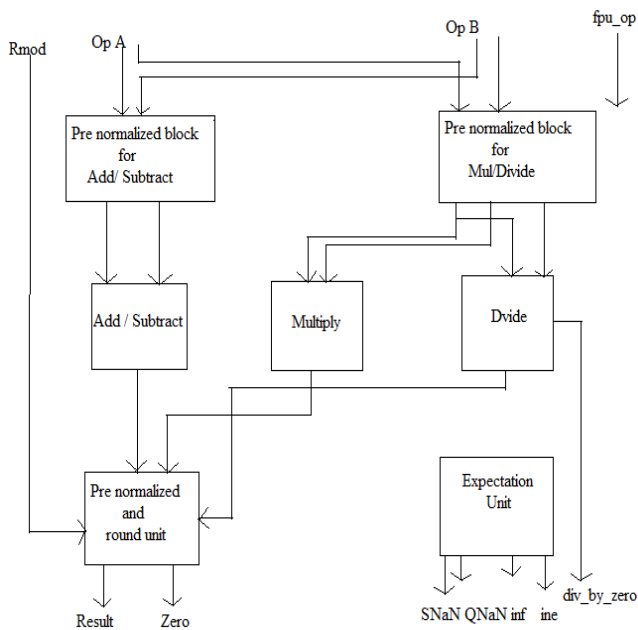 Rmod
Op A
Op B
fpu_op
Pre normalized block
for
Add/ Subtract
Pre normalized block
for
Mul/Divide
Add / Subtract
Multiply
Dvide
Pre normalized
and
round unit
Expectation
Unit
Result
Zero
SNaN QNaN inf ine
div_by_zero